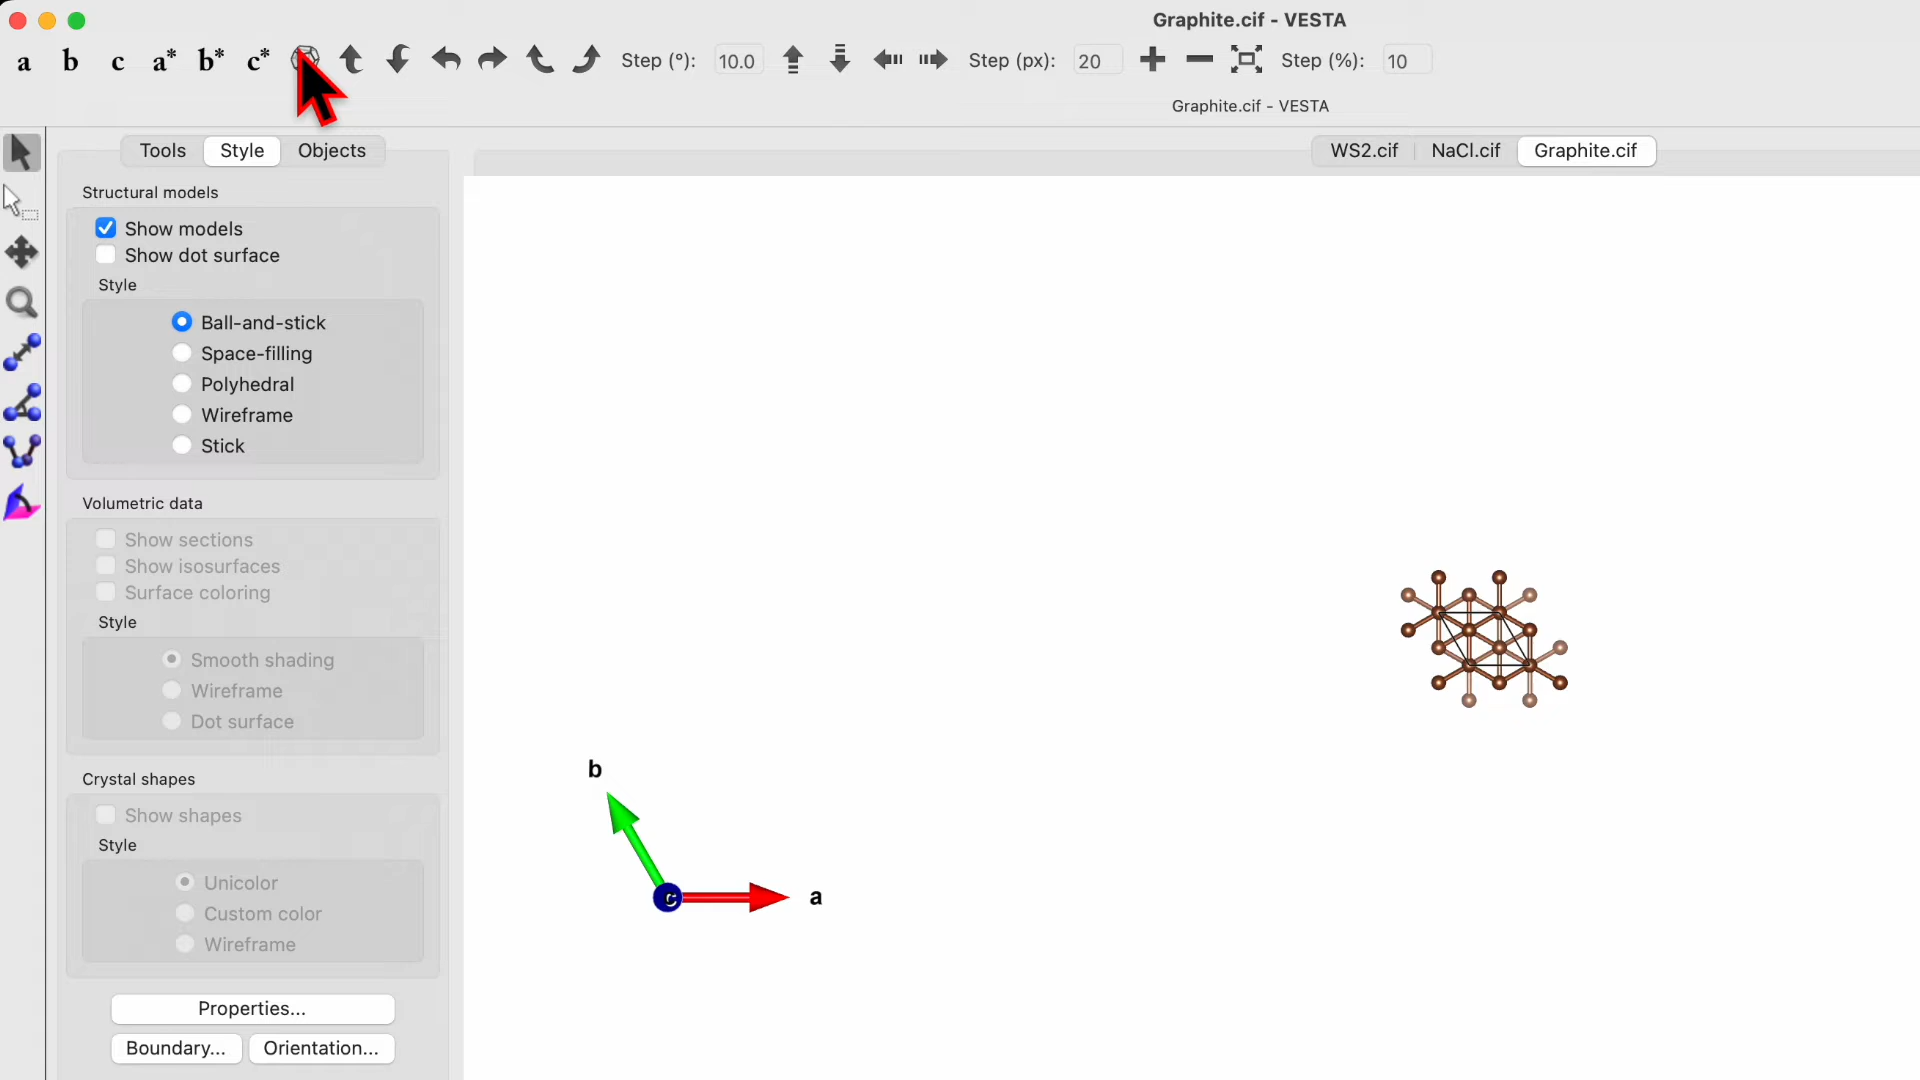 Graphite.cif - VESTA
a b c a* b* c* Step (°): 10.0 Step (px): 20 Step (%): 10
Graphite.cif - VESTA
Tools Style Objects
WS2.cif NaCl.cif Graphite.cif
Structural models
Show models
Show dot surface
Style
Ball-and-stick
Space-filling
Polyhedral
Wireframe
Stick
Volumetric data
Show sections
Show isosurfaces
Surface coloring
Style
Smooth shading
Wireframe
Dot surface
Crystal shapes
Show shapes
Style
Unicolor
Custom color
Wireframe
Properties...
Boundary... Orientation...
b
c
a